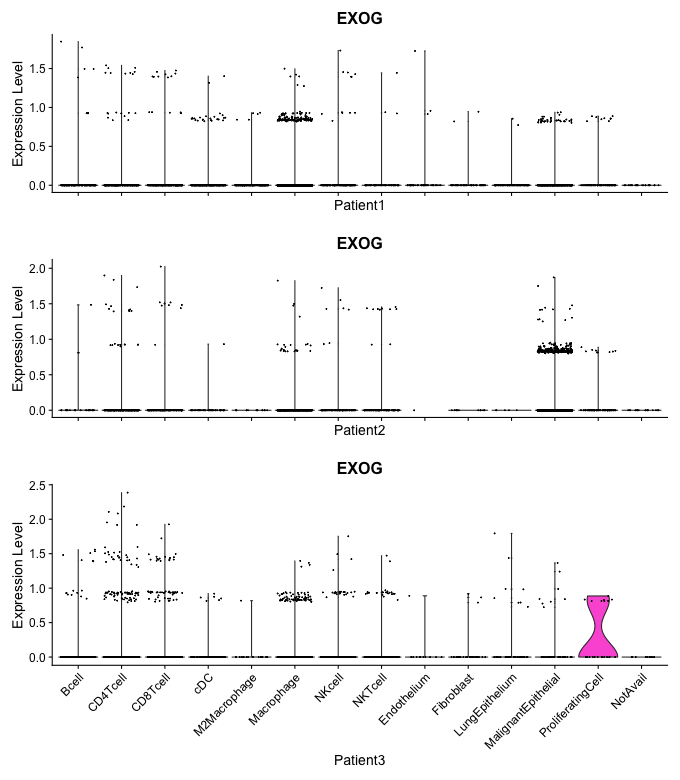 EXOG
Expression Level
1.5
1.0
0.5
0.0
Patient1
EXOG
Expression Level
2.0
1.5
1.0
0.5
0.0
Patient2
EXOG
Expression Level
2.5
2.0
1.5
1.0
0.5
0.0
Bcell
CD4Tcell
CD8Tcell
cDC
M2Macrophage
Macrophage
NKcell
NKTcell
Endothelium
Fibroblast
LungEpithelium
MalignantEpithelial
ProliferatingCell
NotAvail
Patient3